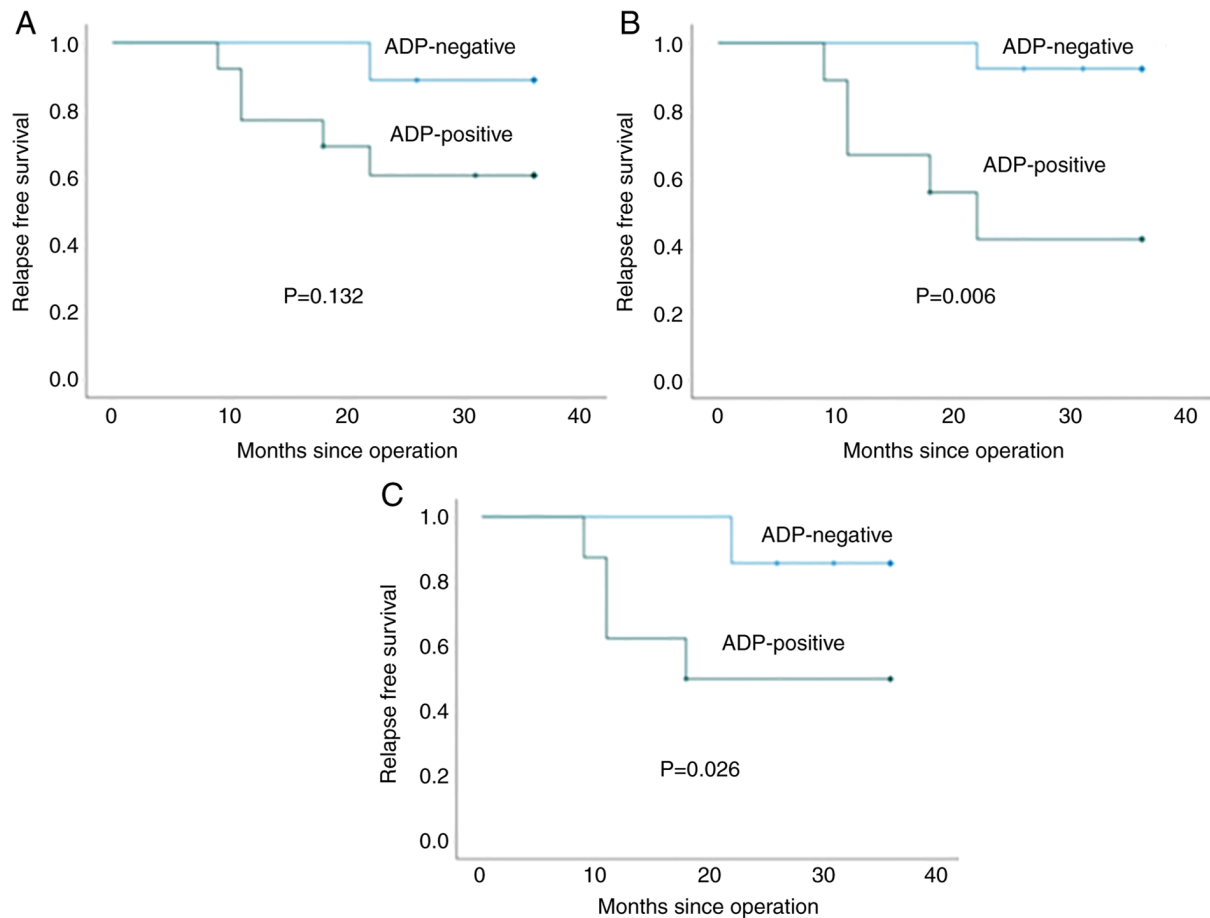 A
1.0
0.8
0.6
0.4
0.2
0.0
Relapse free survival
ADP-negative
ADP-positive
P=0.132
0 10 20 30 40
Months since operation
B
1.0
0.8
0.6
0.4
0.2
0.0
Relapse free survival
ADP-negative
ADP-positive
P=0.006
0 10 20 30 40
Months since operation
C
1.0
0.8
0.6
0.4
0.2
0.0
Relapse free survival
ADP-negative
ADP-positive
P=0.026
0 10 20 30 40
Months since operation